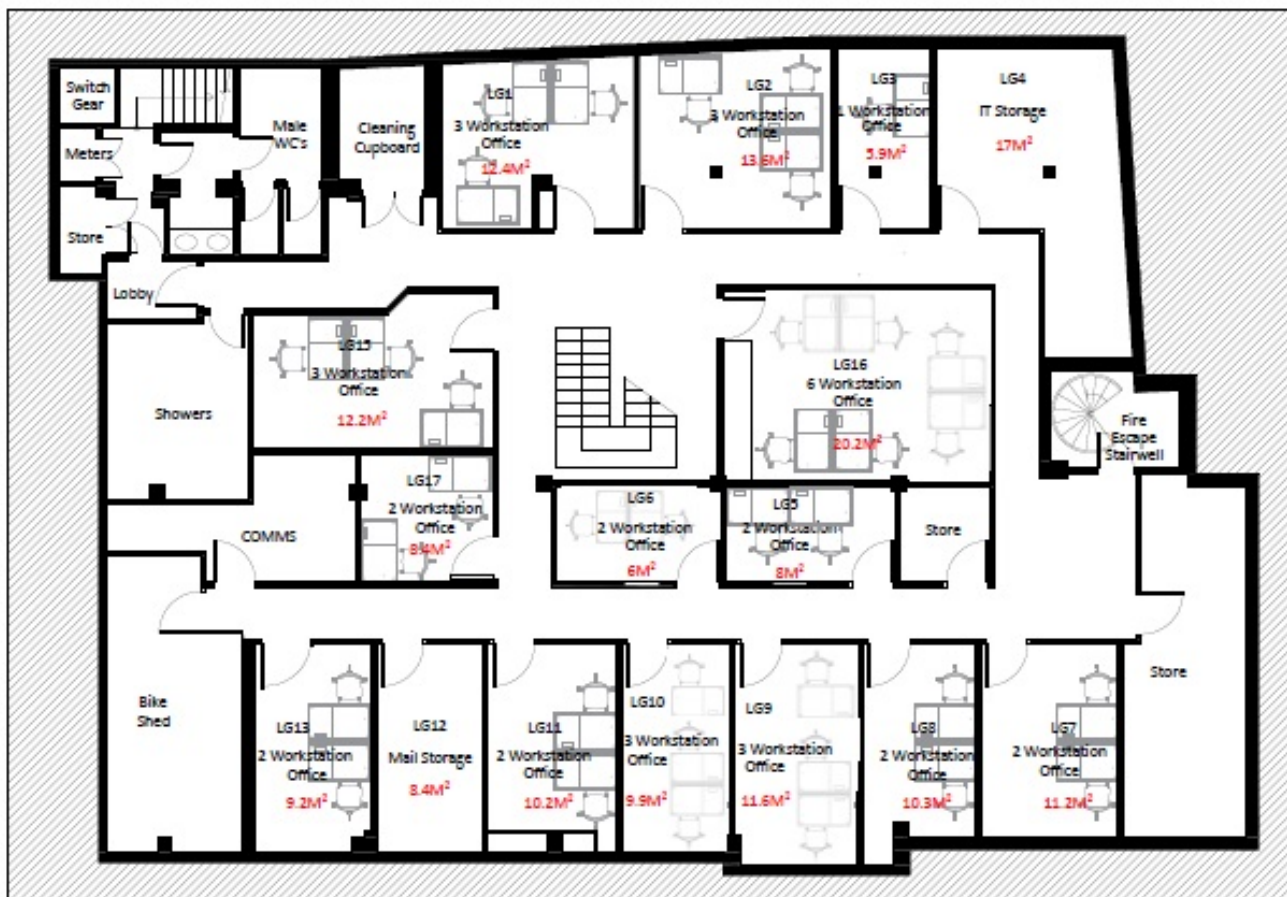 Switch
Gear
Meters
Store
Lobby
Male
WC's
Cleaning
Cupboard
LG1
3 Workstation
Office
12.4M²
LG2
3 Workstation
Office
13.6M²
LG3
1 Workstation
Office
5.9M²
LG4
IT Storage
17M²
Showers
LG15
3 Workstation
Office
12.2M²
LG16
6 Workstation
Office
20.2M²
Fire
Escape
Stairwell
COMMS
LG17
2 Workstation
Office
8.4M²
LG6
2 Workstation
Office
6M²
LG5
2 Workstation
Office
8M²
Store
Bike
Shed
LG13
2 Workstation
Office
9.2M²
LG12
Mail Storage
8.4M²
LG11
2 Workstation
Office
10.2M²
LG10
3 Workstation
Office
9.9M²
LG9
3 Workstation
Office
11.6M²
LG8
2 Workstation
Office
10.3M²
LG7
2 Workstation
Office
11.2M²
Store